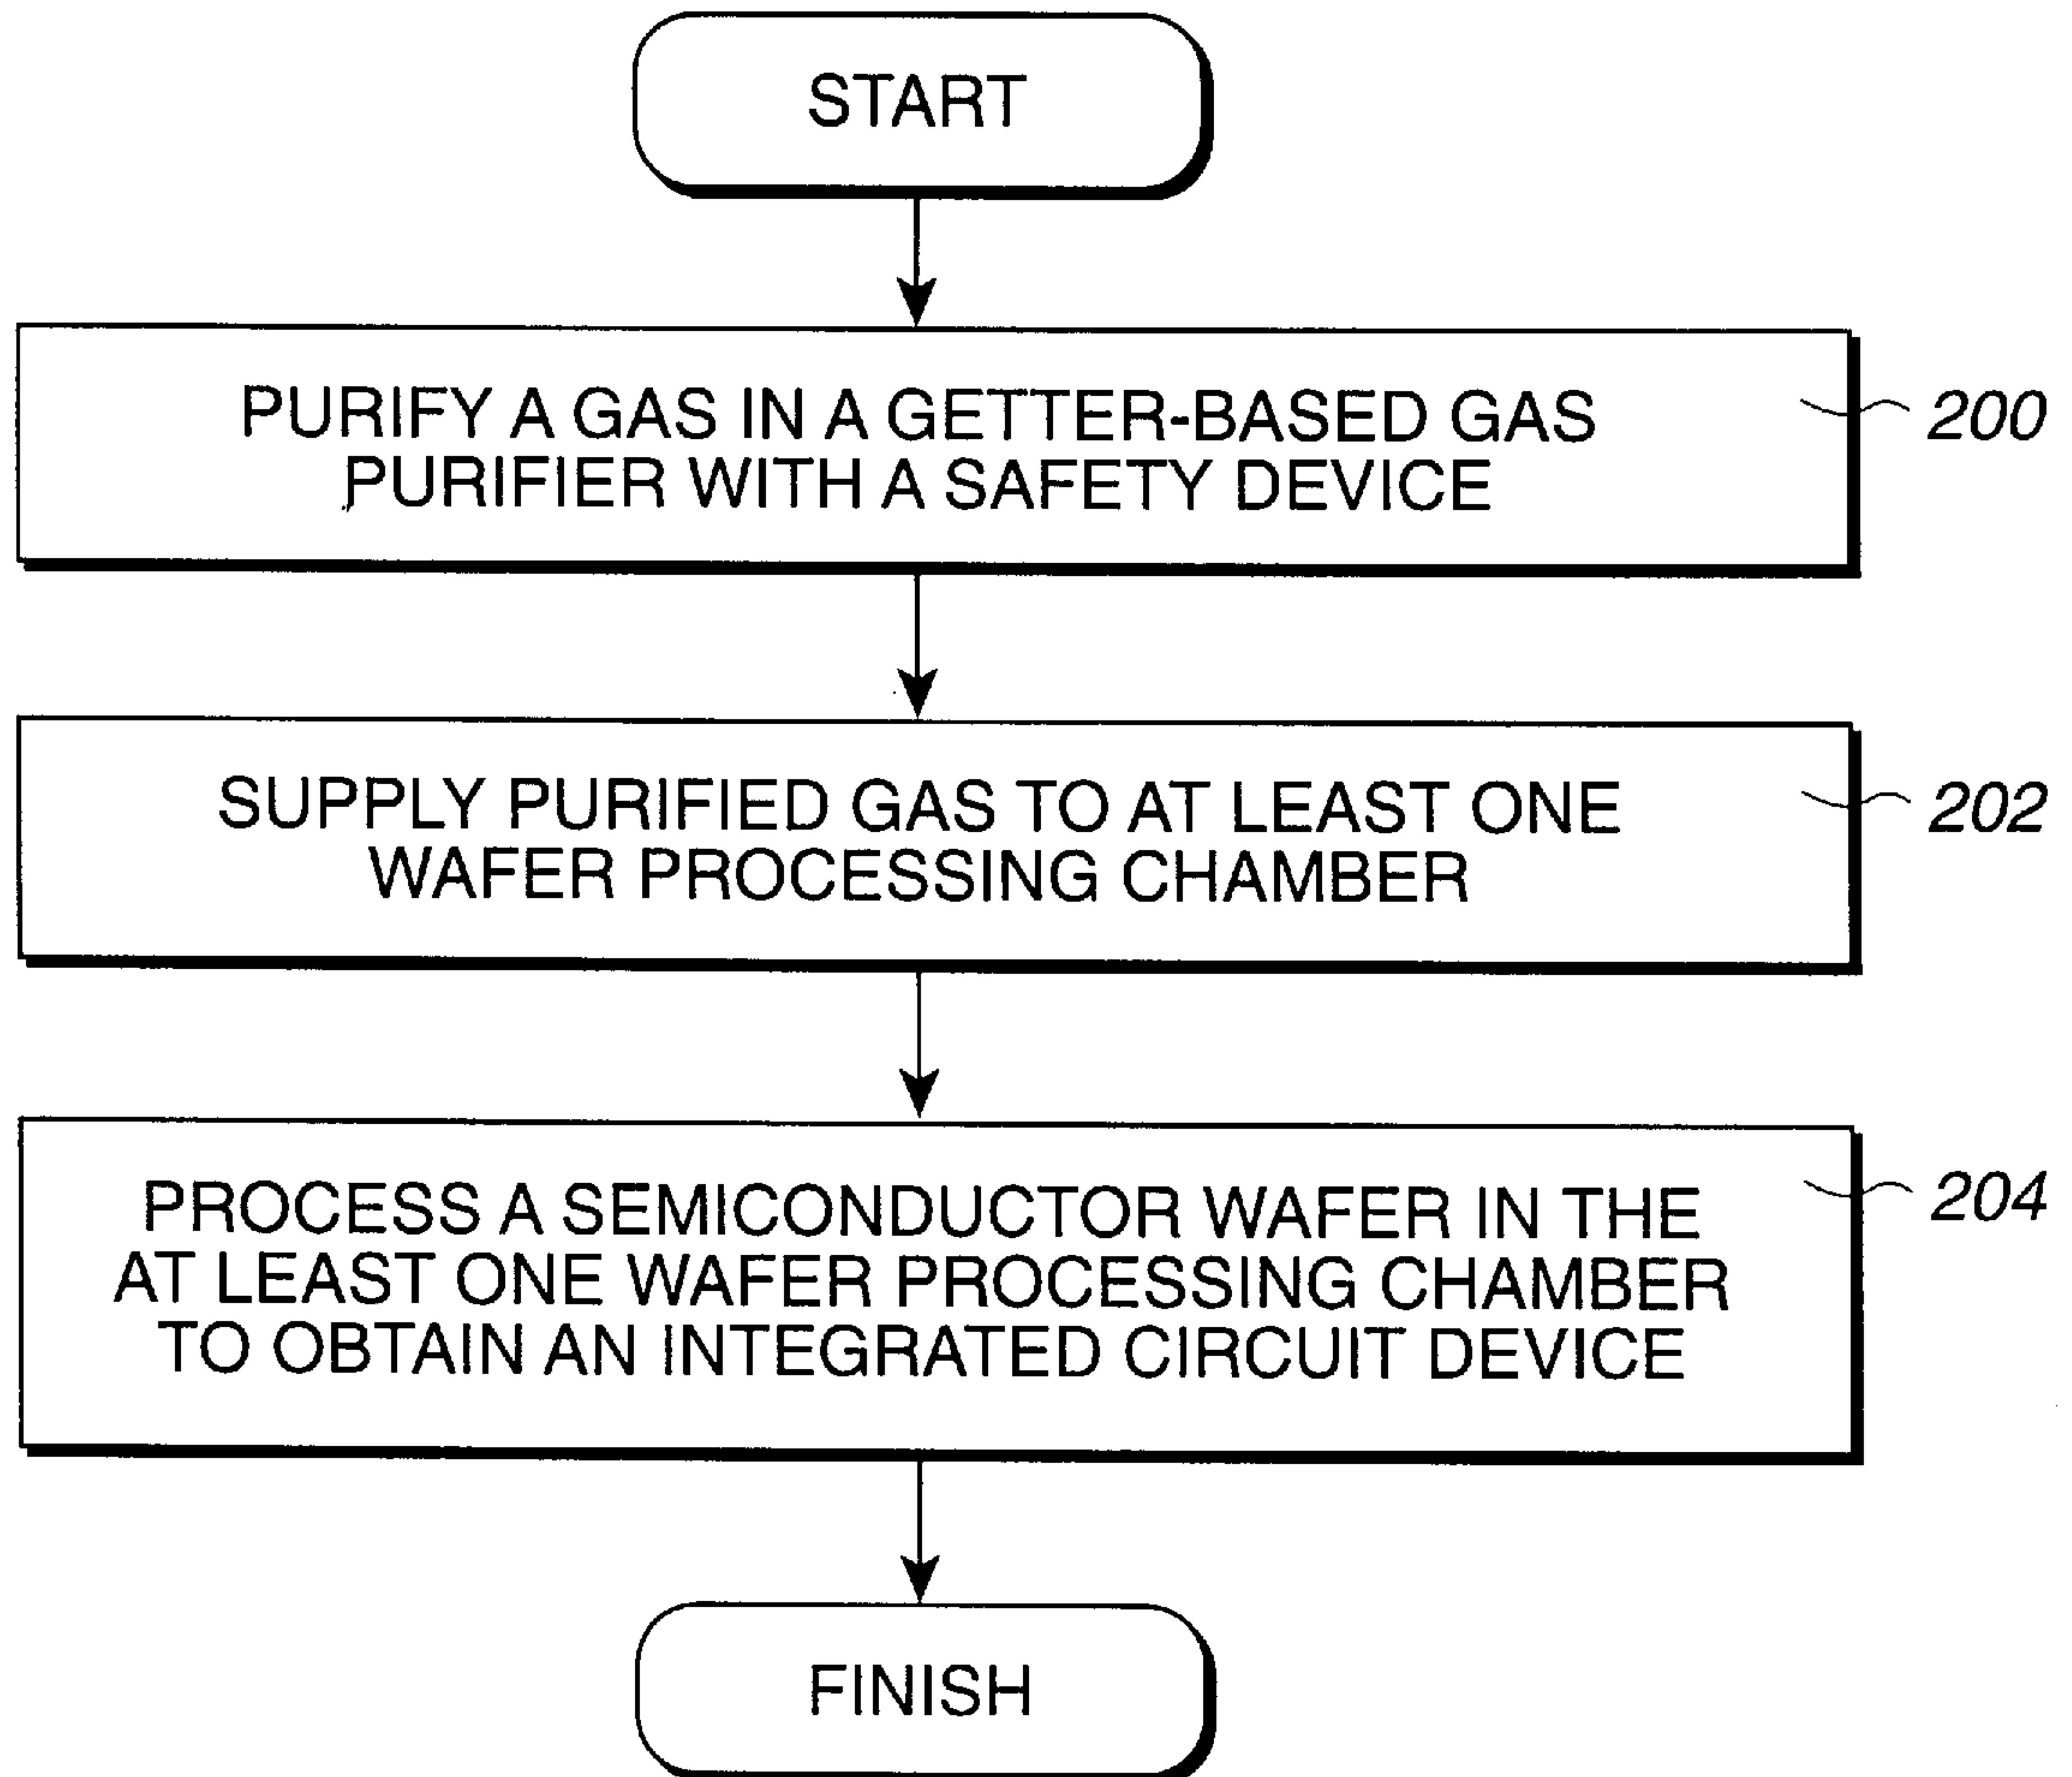 START
PURIFY A GAS IN A GETTER-BASED GAS
PURIFIER WITH A SAFETY DEVICE
200
SUPPLY PURIFIED GAS TO AT LEAST ONE
WAFER PROCESSING CHAMBER
202
PROCESS A SEMICONDUCTOR WAFER IN THE
AT LEAST ONE WAFER PROCESSING CHAMBER
TO OBTAIN AN INTEGRATED CIRCUIT DEVICE
204
FINISH